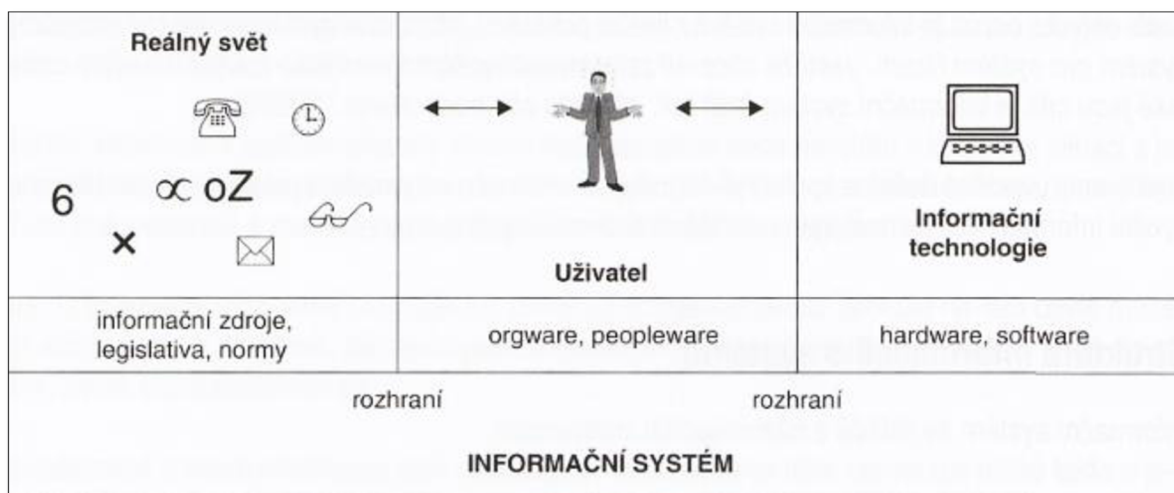 Reálný svět
6
∝ oZ
×
Uživatel
Informační
technologie
informační zdroje,
legislativa, normy
orgware, peopleware
hardware, software
rozhraní
rozhraní
INFORMAČNÍ SYSTÉM